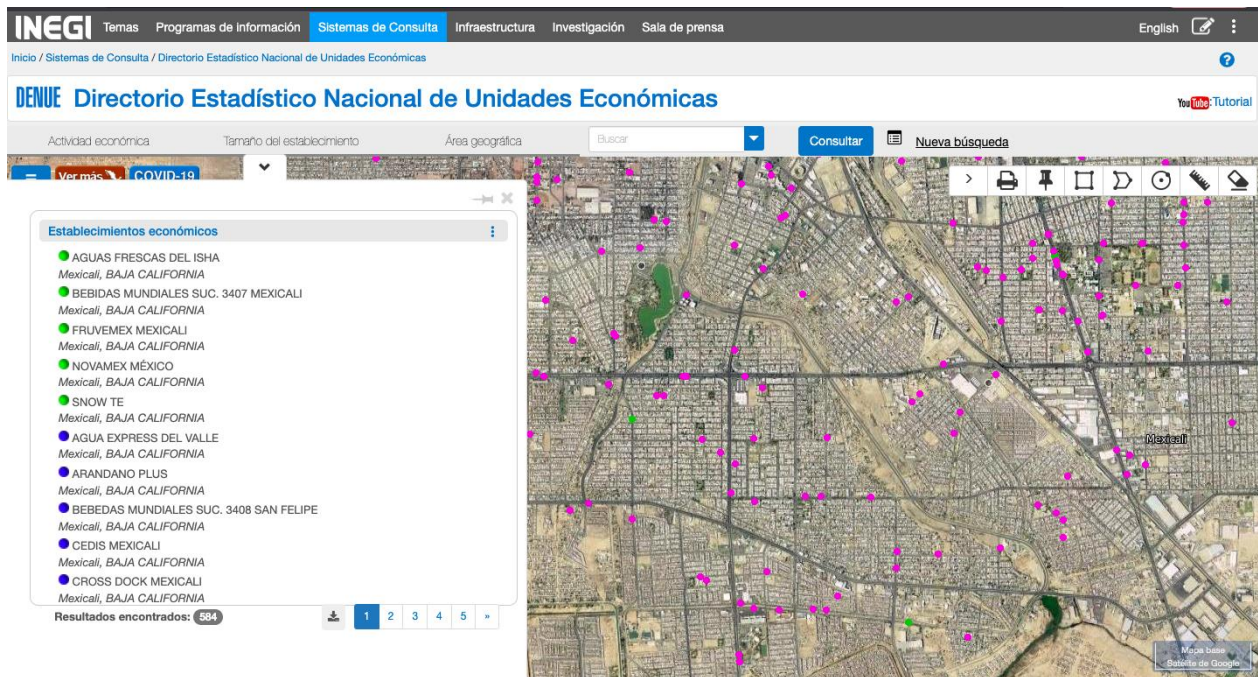 INEGI Temas Programas de información Sistemas de Consulta Infraestructura Investigación Sala de prensa English
Inicio / Sistemas de Consulta / Directorio Estadístico Nacional de Unidades Económicas
DENUE Directorio Estadístico Nacional de Unidades Económicas
YouTube: Tutorial
Actividad económica Tamaño del establecimiento Área geográfica Buscar Consultar Nueva búsqueda
Ver más COVID-19
Establecimientos económicos
AGUAS FRESCAS DEL ISHA
Mexicali, BAJA CALIFORNIA
BEBIDAS MUNDIALES SUC. 3407 MEXICALI
Mexicali, BAJA CALIFORNIA
FRUVEMEX MEXICALI
Mexicali, BAJA CALIFORNIA
NOVAMEX MÉXICO
Mexicali, BAJA CALIFORNIA
SNOW TE
Mexicali, BAJA CALIFORNIA
AGUA EXPRESS DEL VALLE
Mexicali, BAJA CALIFORNIA
ARANDANO PLUS
Mexicali, BAJA CALIFORNIA
BEBEDAS MUNDIALES SUC. 3408 SAN FELIPE
Mexicali, BAJA CALIFORNIA
CEDIS MEXICALI
Mexicali, BAJA CALIFORNIA
CROSS DOCK MEXICALI
Mexicali, BAJA CALIFORNIA
Resultados encontrados: 584
1 2 3 4 5 »
Mexicali
Mapa base
Satélite de Google